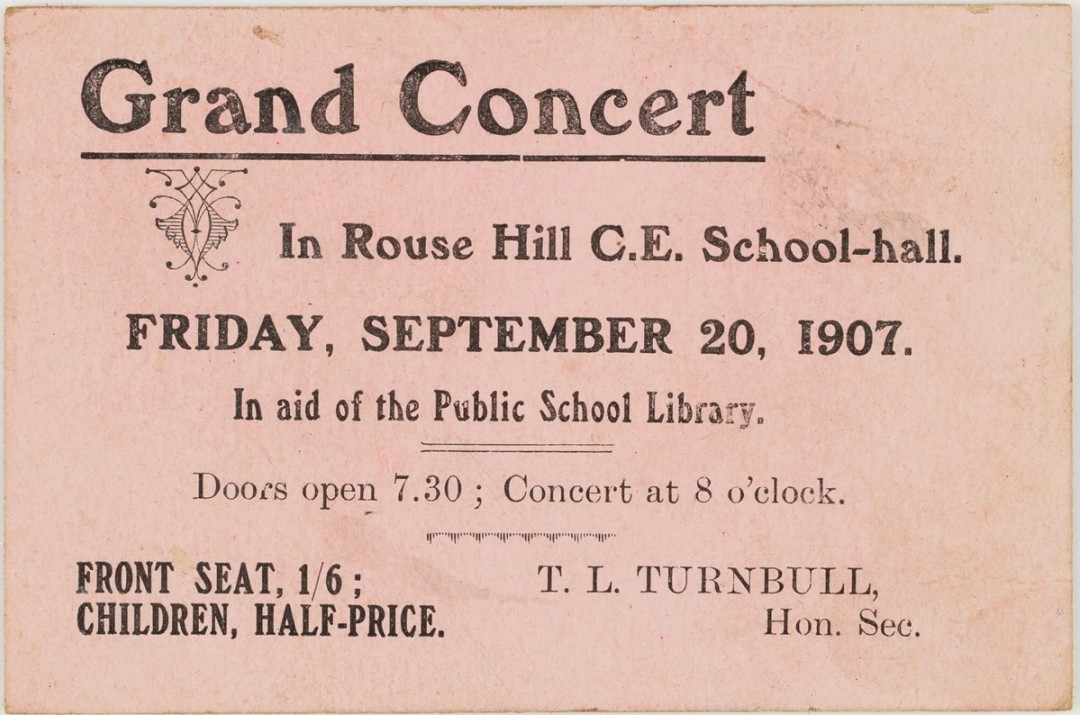 Grand Concert
In Rouse Hill C.E. School-hall.
FRIDAY, SEPTEMBER 20, 1907.
In aid of the Public School Library.
Doors open 7.30 ; Concert at 8 o'clock.
FRONT SEAT, 1/6 ;
CHILDREN, HALF-PRICE.
T. L. TURNBULL,
Hon. Sec.